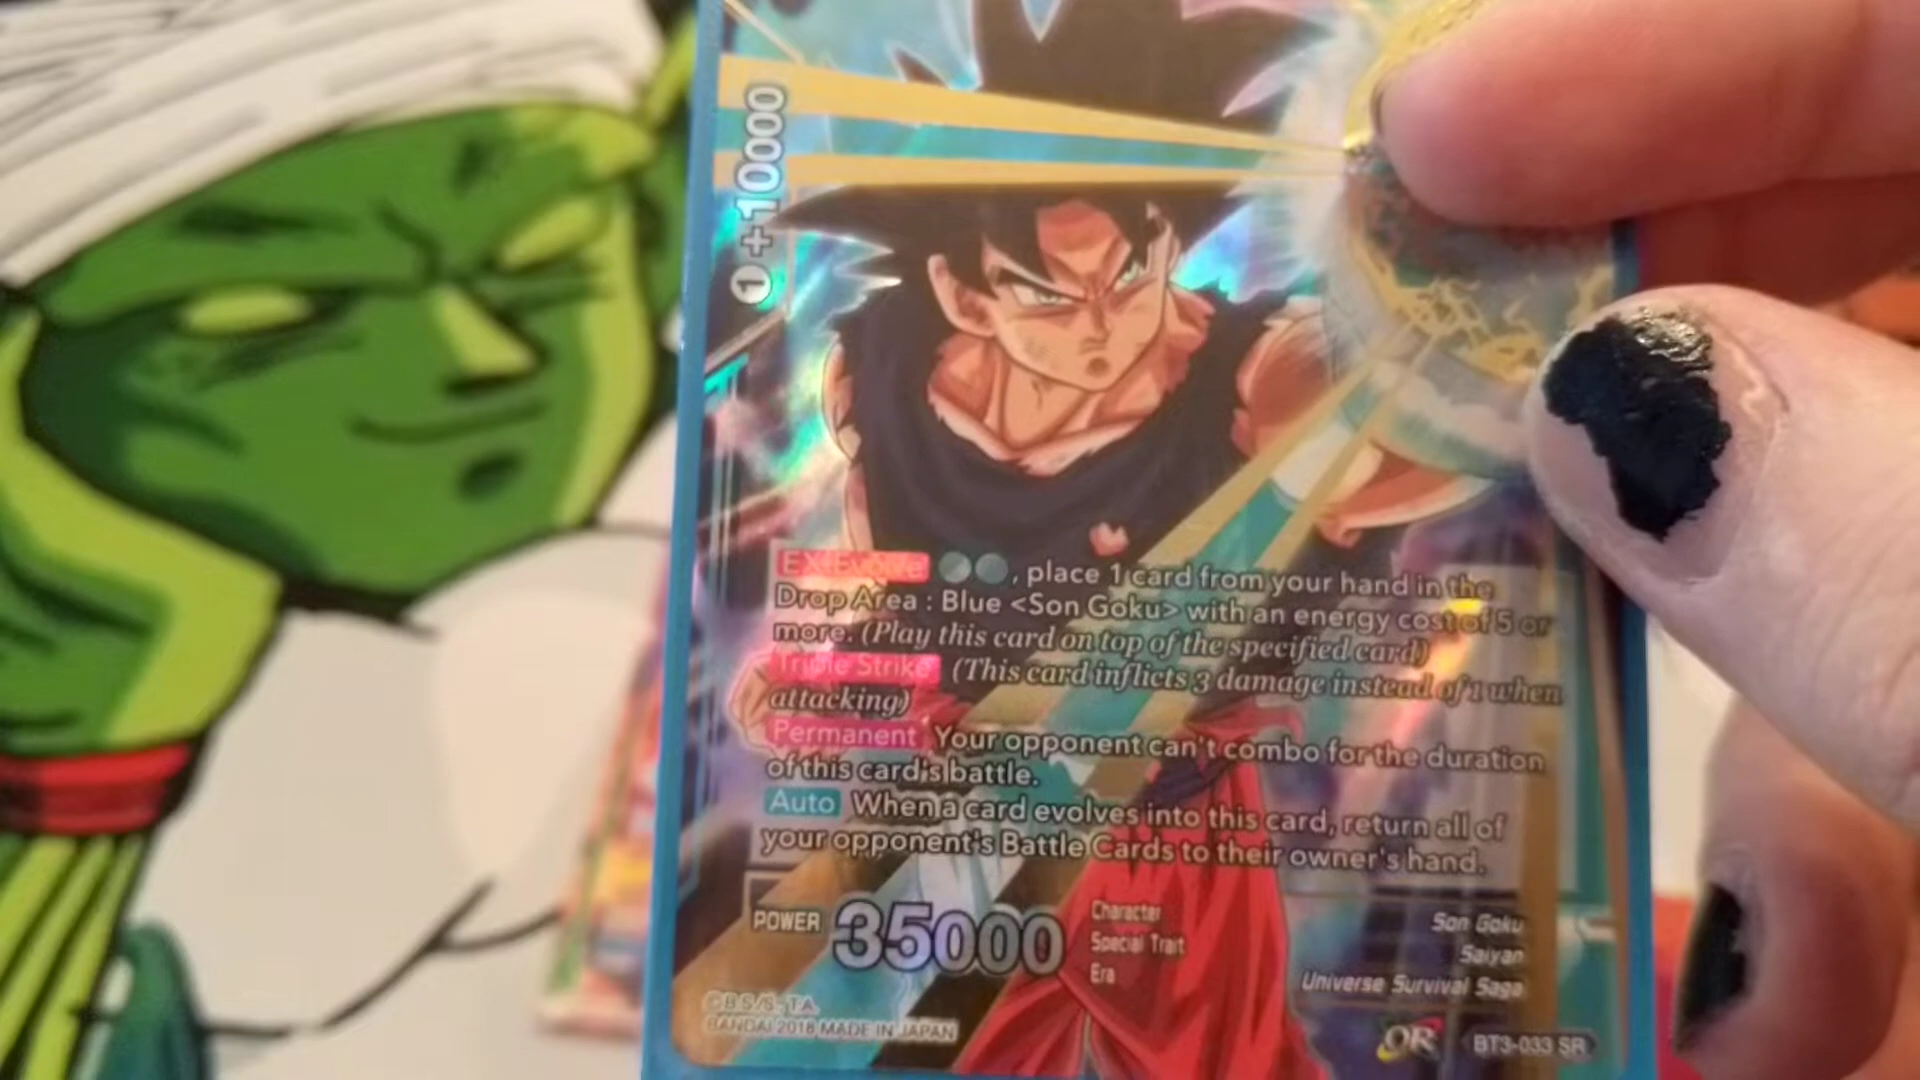 1+10000
EX-Evolve , place 1 card from your hand in the
Drop Area : Blue <Son Goku> with an energy cost of 5 or
more. (Play this card on top of the specified card)
Triple Strike (This card inflicts 3 damage instead of 1 when
attacking)
Permanent Your opponent can't combo for the duration
of this card's battle.
Auto When a card evolves into this card, return all of
your opponent's Battle Cards to their owner's hand.
POWER 35000
Character Son Goku
Special Trait Saiyan
Era Universe Survival Saga
©B.S./S., T.A.
BANDAI 2018 MADE IN JAPAN
BT3-033 SR